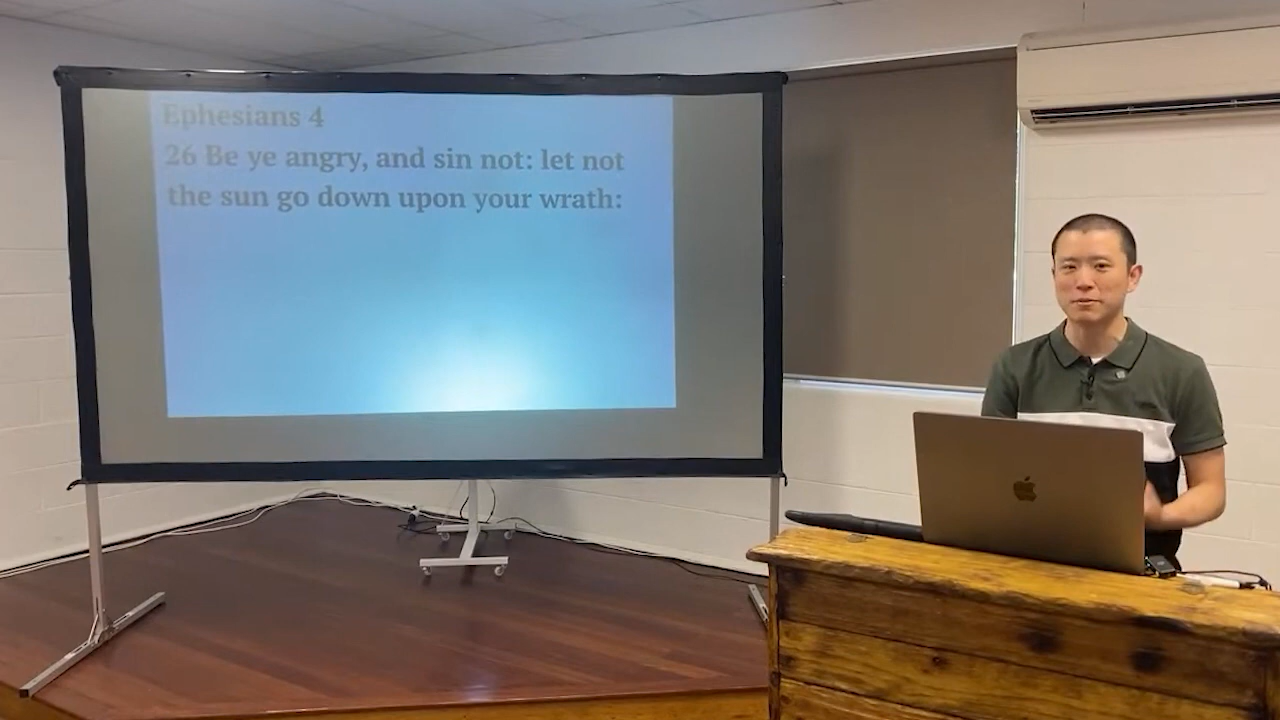 Ephesians 4
26 Be ye angry, and sin not: let not
the sun go down upon your wrath: